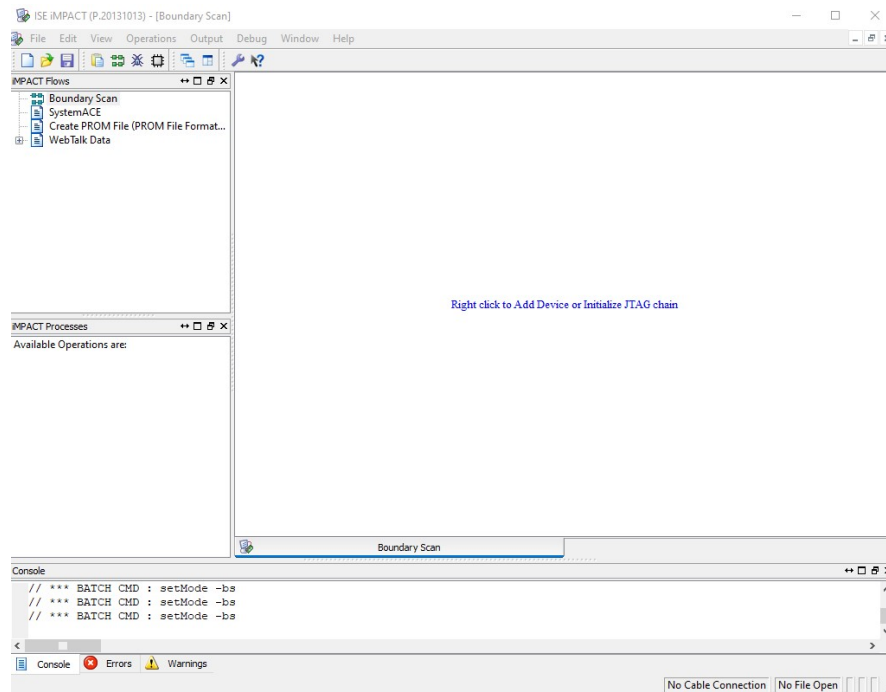 ISE iMPACT (P.20131013) - [Boundary Scan]
File Edit View Operations Output Debug Window Help
iMPACT Flows
Boundary Scan
SystemACE
Create PROM File (PROM File Format...
WebTalk Data
Right click to Add Device or Initialize JTAG chain
iMPACT Processes
Available Operations are:
Boundary Scan
Console
// *** BATCH CMD : setMode -bs
// *** BATCH CMD : setMode -bs
// *** BATCH CMD : setMode -bs
Console Errors Warnings
No Cable Connection No File Open